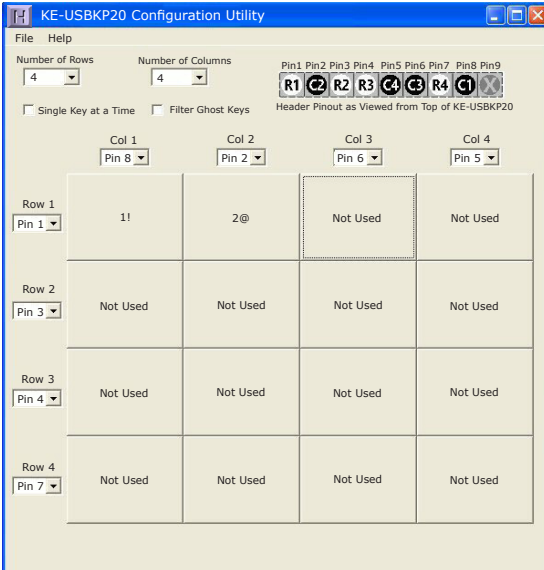 KE-USBKP20 Configuration Utility
File Help
Number of Rows Number of Columns
4 4
Pin1 Pin2 Pin3 Pin4 Pin5 Pin6 Pin7 Pin8 Pin9
R1 C2 R2 R3 C4 C3 R4 C1 X
Single Key at a Time Filter Ghost Keys
Header Pinout as Viewed from Top of KE-USBKP20
Col 1 Col 2 Col 3 Col 4
Pin 8 Pin 2 Pin 6 Pin 5
Row 1
Pin 1
1! 2@ Not Used Not Used
Row 2
Pin 3
Not Used Not Used Not Used Not Used
Row 3
Pin 4
Not Used Not Used Not Used Not Used
Row 4
Pin 7
Not Used Not Used Not Used Not Used